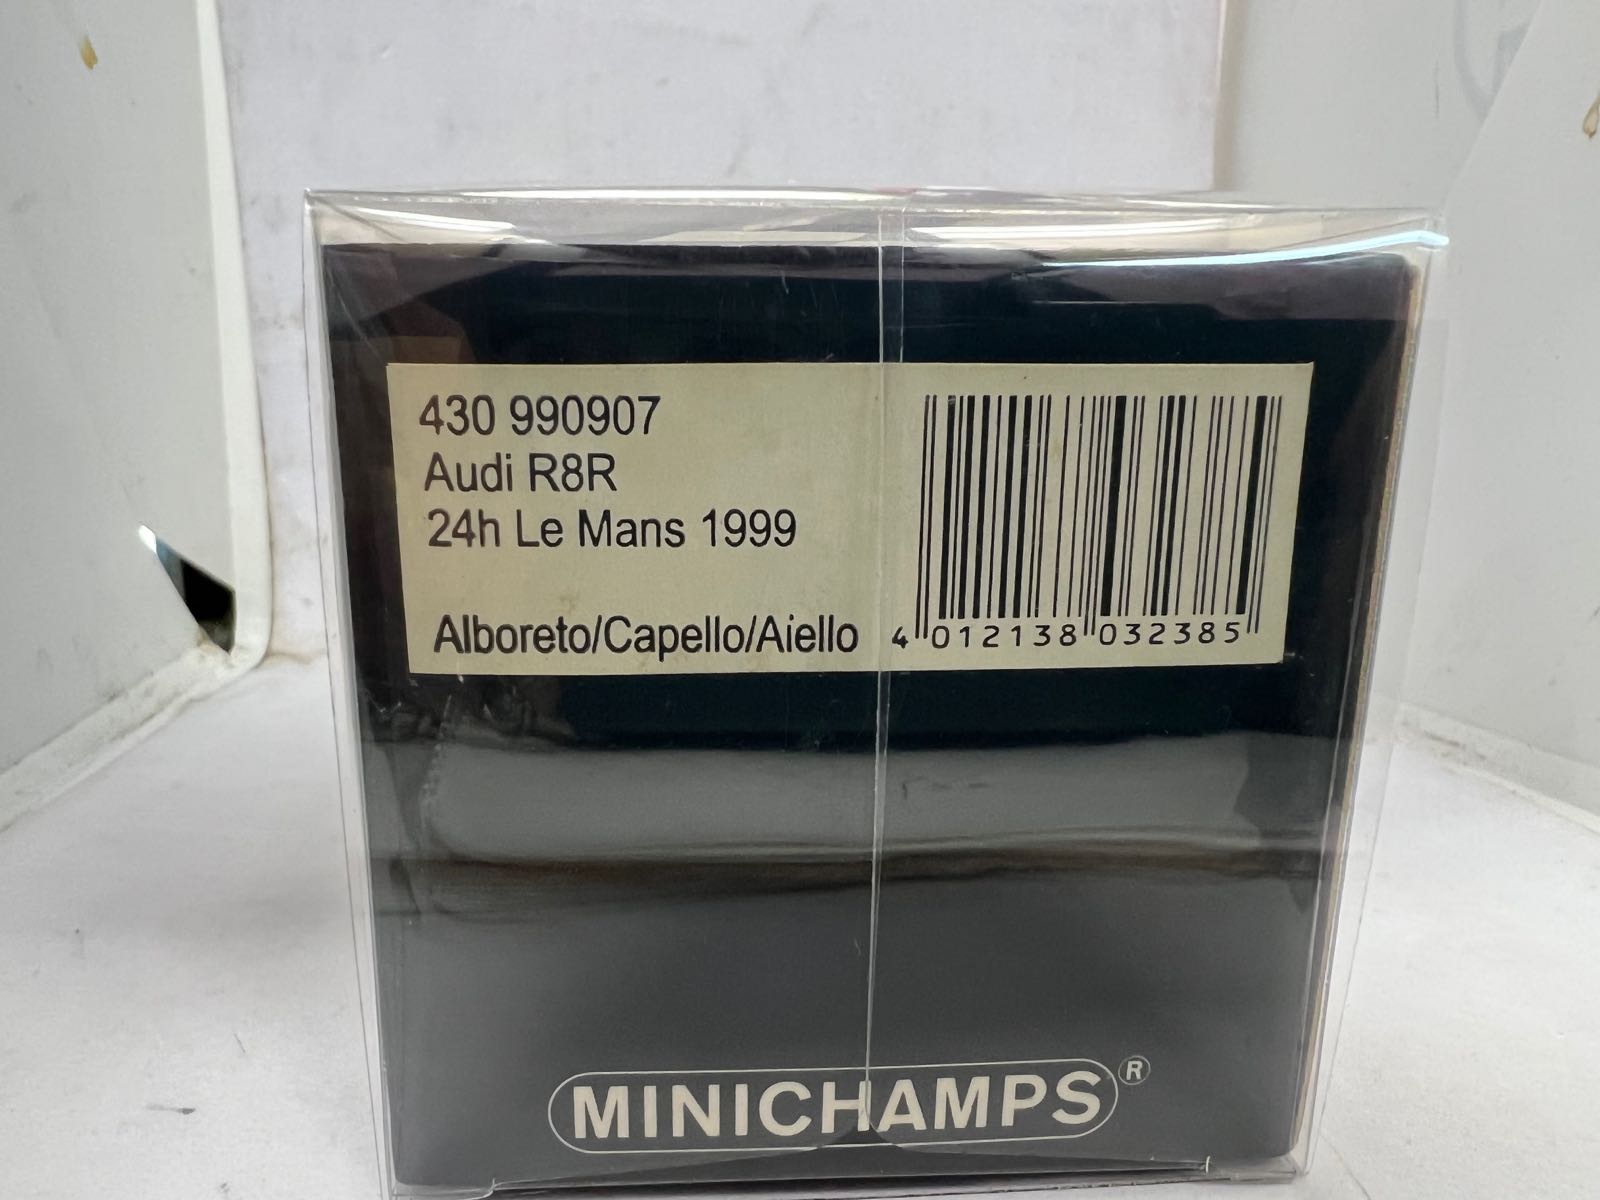 430 990907
Audi R8R
24h Le Mans 1999
Alboreto/Capello/Aiello
4 012138 032385
MINICHAMPS®